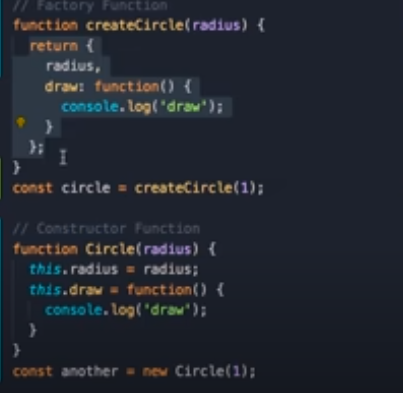 // Factory Function
function createCircle(radius) {
  return {
    radius,
    draw: function() {
      console.log('draw');
    }
  };
}
const circle = createCircle(1);

// Constructor Function
function Circle(radius) {
  this.radius = radius;
  this.draw = function() {
    console.log('draw');
  }
}
const another = new Circle(1);